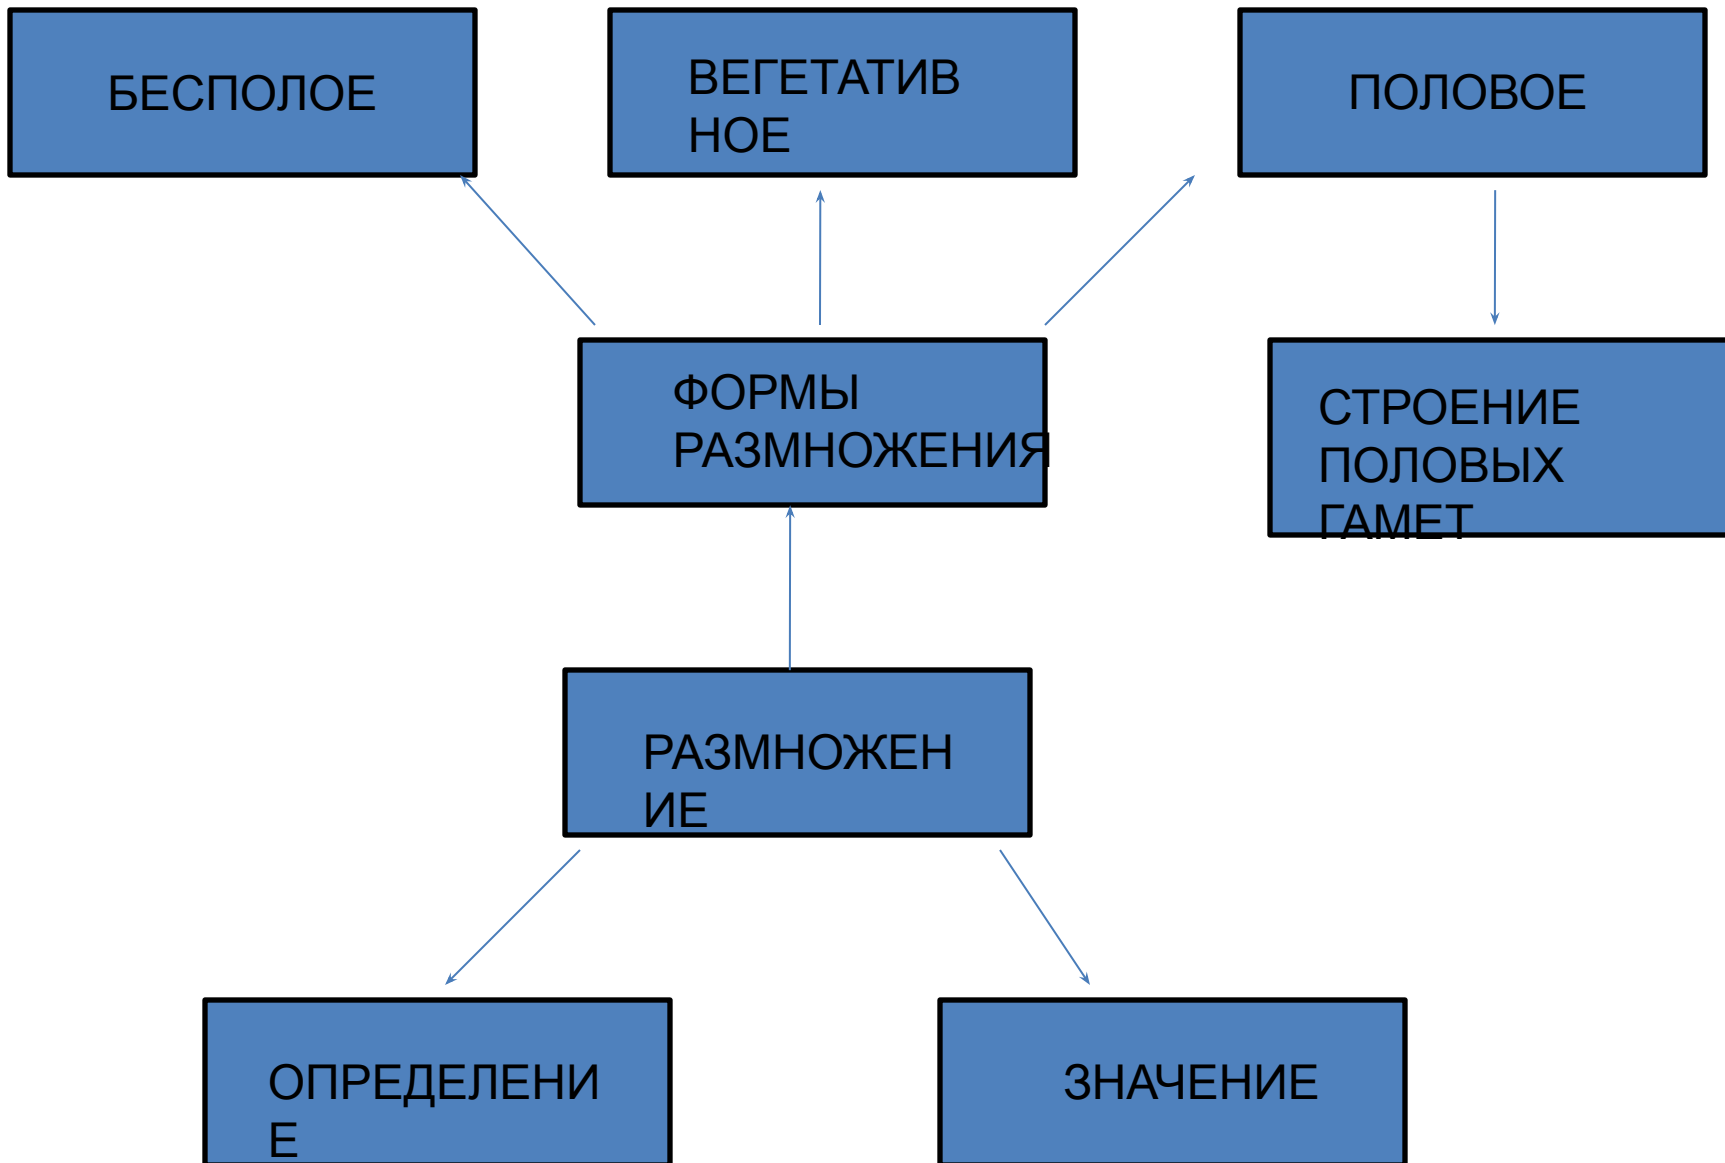 БЕСПОЛОЕ
ВЕГЕТАТИВ
НОЕ
ПОЛОВОЕ
ФОРМЫ
РАЗМНОЖЕНИЯ
СТРОЕНИЕ
ПОЛОВЫХ
ГАМЕТ
РАЗМНОЖЕН
ИЕ
ОПРЕДЕЛЕНИ
Е
ЗНАЧЕНИЕ